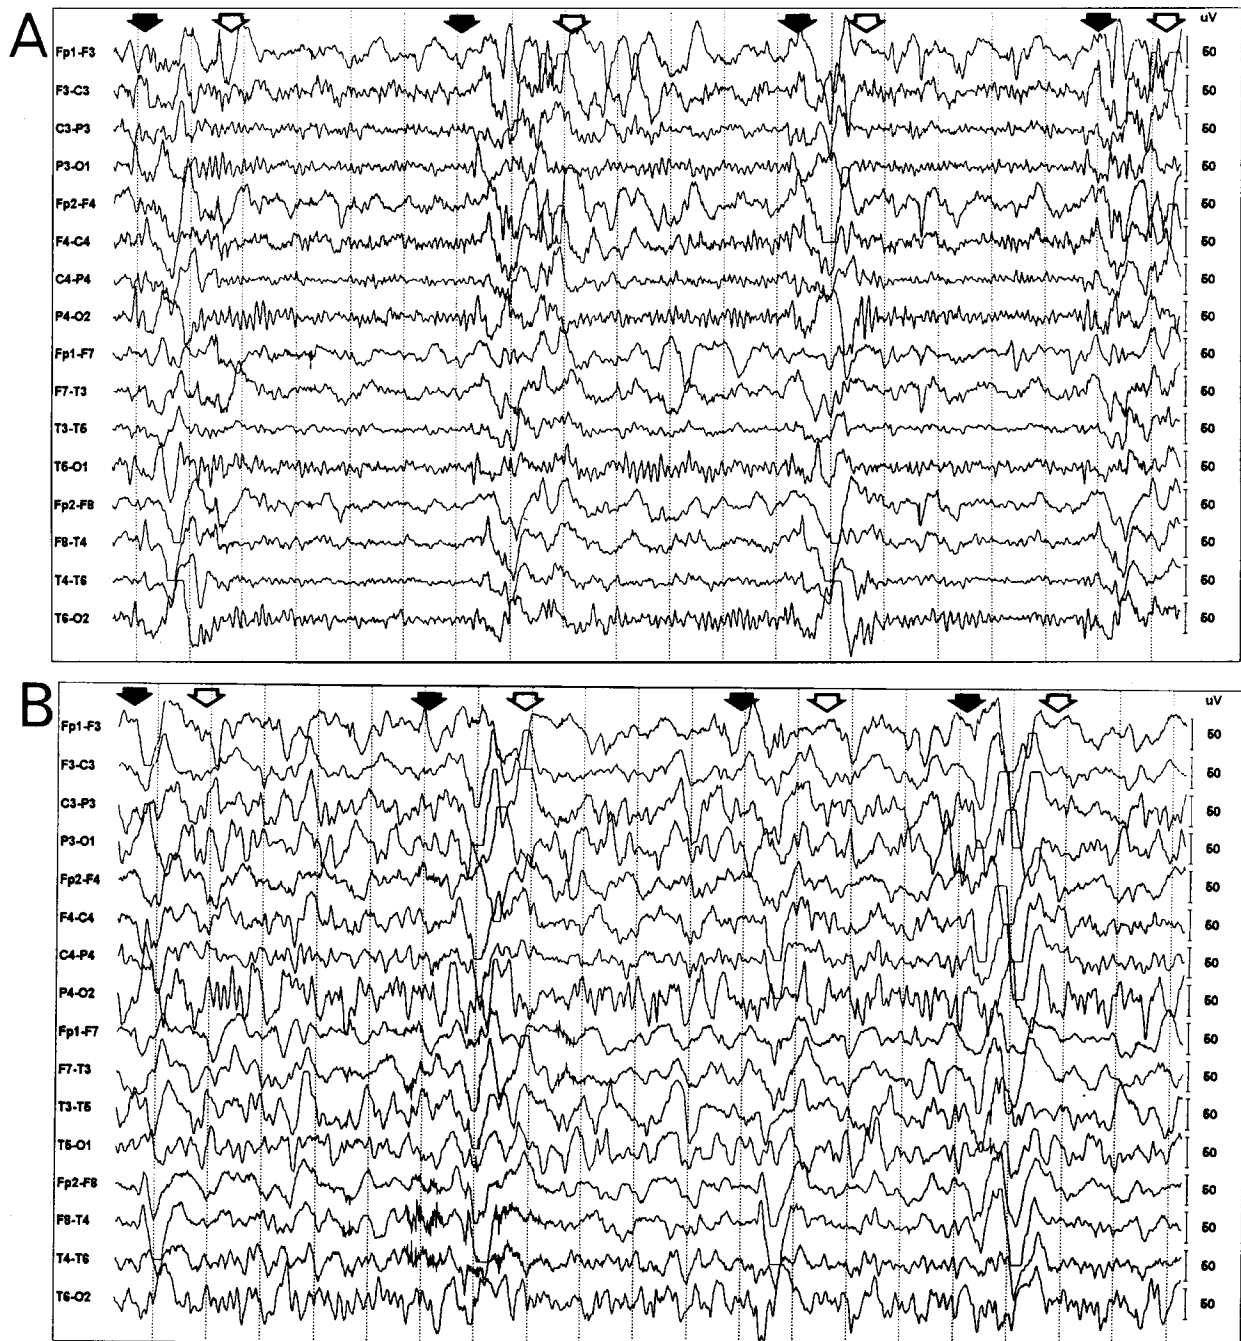 A
uV
Fp1-F3 50
F3-C3 50
C3-P3 50
P3-O1 50
Fp2-F4 50
F4-C4 50
C4-P4 50
P4-O2 50
Fp1-F7 50
F7-T3 50
T3-T5 50
T5-O1 50
Fp2-F8 50
F8-T4 50
T4-T6 50
T6-O2 50
B
uV
Fp1-F3 50
F3-C3 50
C3-P3 50
P3-O1 50
Fp2-F4 50
F4-C4 50
C4-P4 50
P4-O2 50
Fp1-F7 50
F7-T3 50
T3-T5 50
T5-O1 50
Fp2-F8 50
F8-T4 50
T4-T6 50
T6-O2 50